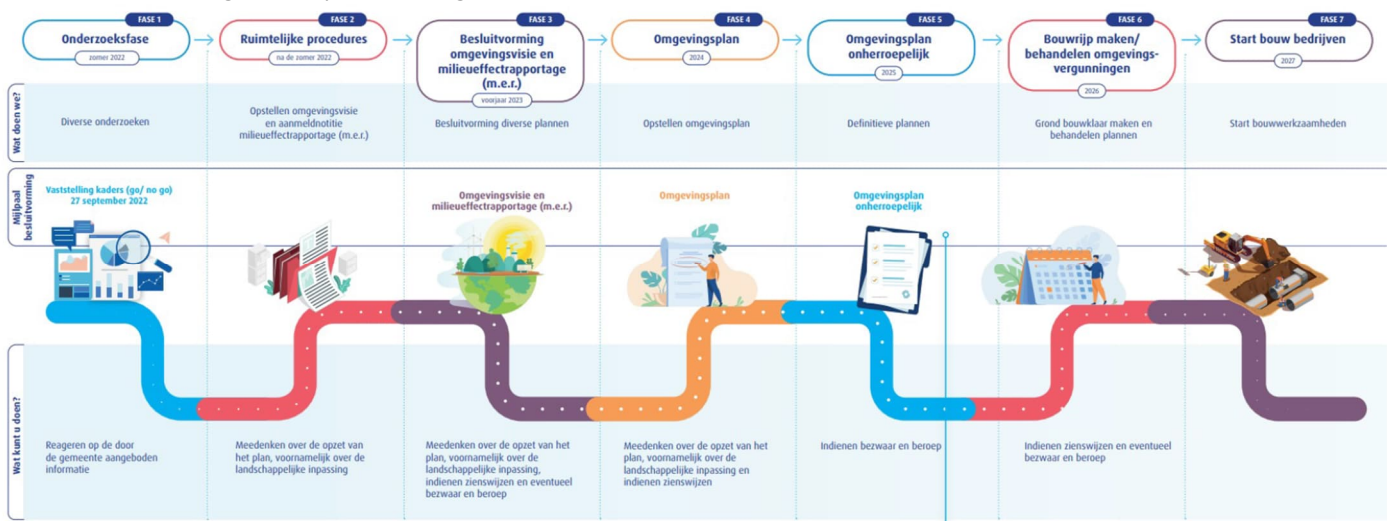 FASE 1
Onderzoeksfase
zomer 2022
FASE 2
Ruimtelijke procedures
na de zomer 2022
FASE 3
Besluitvorming
omgevingsvisie en
milieueffectrapportage
(m.e.r.)
voorjaar 2023
FASE 4
Omgevingsplan
2024
FASE 5
Omgevingsplan
onherroepelijk
2025
FASE 6
Bouwrijp maken/
behandelen omgevings-
vergunningen
2026
FASE 7
Start bouw bedrijven
2027
Wat doen we?
Diverse onderzoeken
Opstellen omgevingsvisie
en aanmeldnotitie
milieueffectrapportage (m.e.r.)
Besluitvorming diverse plannen
Opstellen omgevingsplan
Definitieve plannen
Grond bouwklaar maken en
behandelen plannen
Start bouwwerkzaamheden
Mijlpaal
besluitvorming
Vaststelling kaders (go/ no go)
27 september 2022
Omgevingsvisie en
milieueffectrapportage (m.e.r.)
Omgevingsplan
Omgevingsplan
onherroepelijk
Wat kunt u doen?
Reageren op de door
de gemeente aangeboden
informatie
Meedenken over de opzet van
het plan, voornamelijk over de
landschappelijke inpassing
Meedenken over de opzet van het
plan, voornamelijk over de
landschappelijke inpassing,
indienen zienswijzen en eventueel
bezwaar en beroep
Meedenken over de opzet van het
plan, voornamelijk over de
landschappelijke inpassing en
indienen zienswijzen
Indienen bezwaar en beroep
Indienen zienswijzen en eventueel
bezwaar en beroep